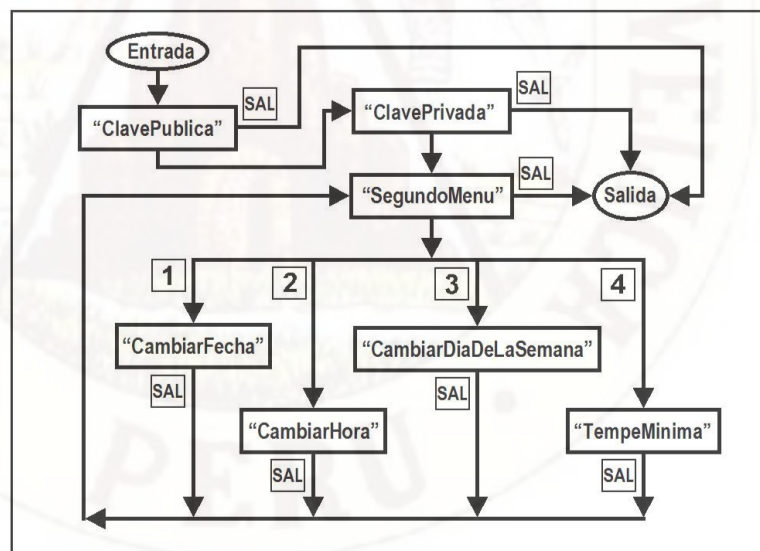 Entrada
SAL
SAL
"ClavePublica"
"ClavePrivada"
SAL
"SegundoMenu"
Salida
1
2
3
4
"CambiarFecha"
"CambiarDiaDeLaSemana"
SAL
SAL
"CambiarHora"
"TempeMinima"
SAL
SAL
PERU